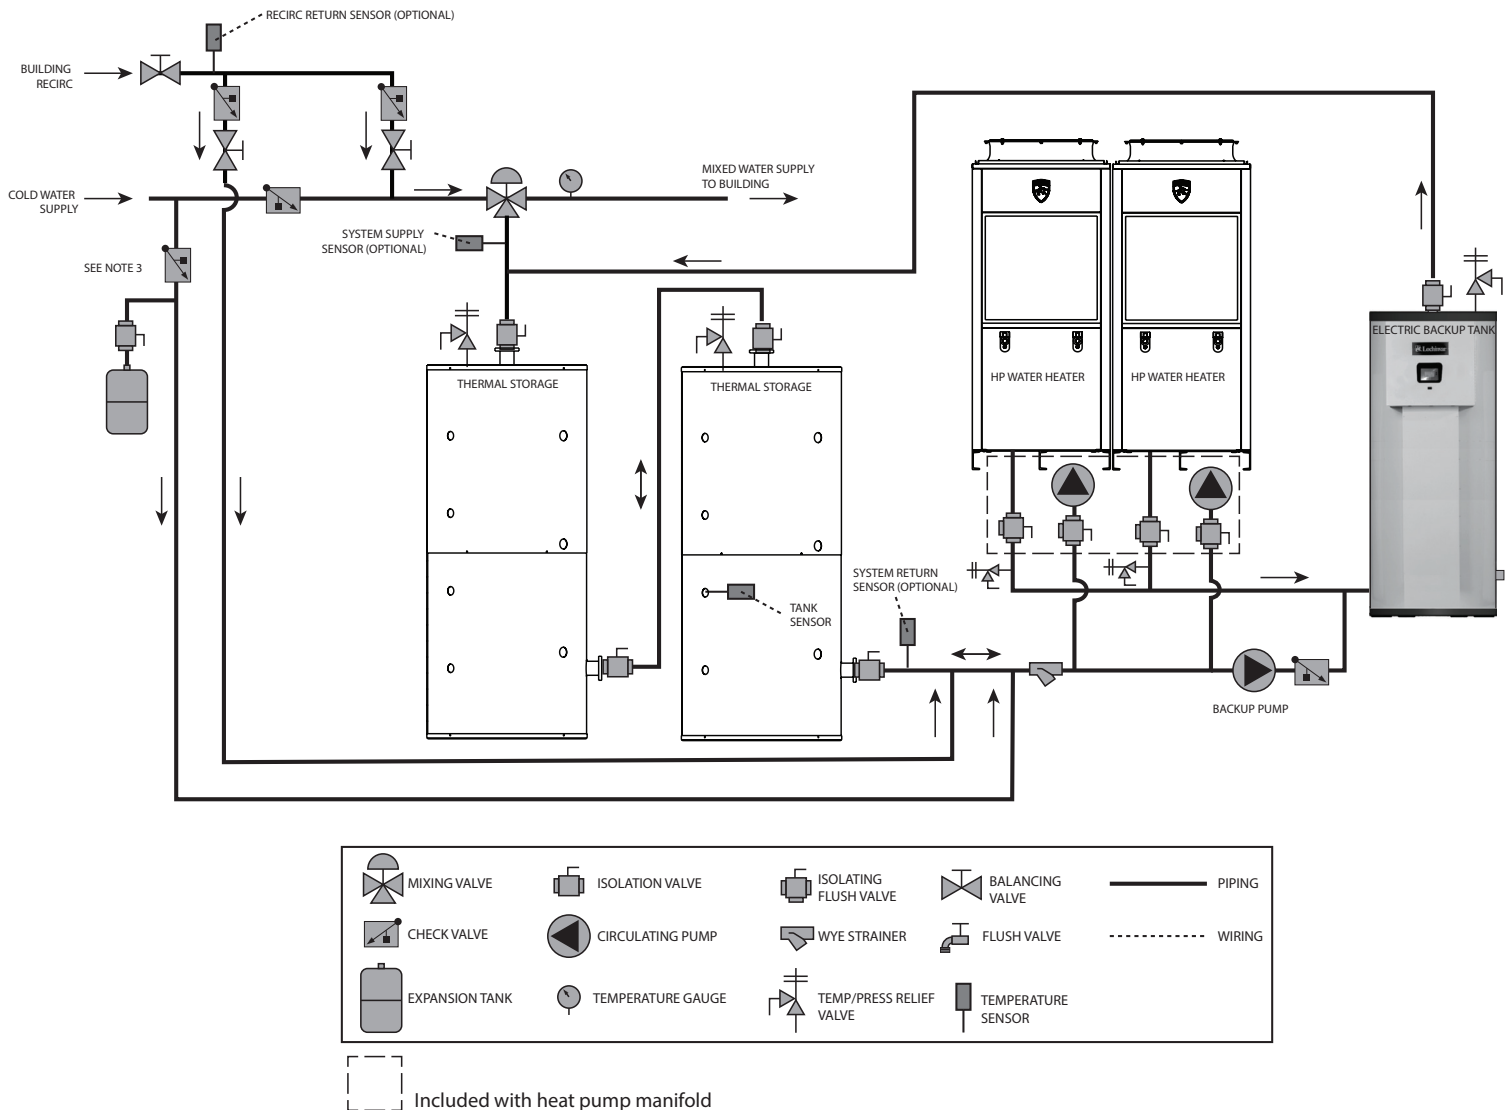 RECIRC RETURN SENSOR (OPTIONAL)
BUILDING
RECIRC
COLD WATER
SUPPLY
MIXED WATER SUPPLY
TO BUILDING
SYSTEM SUPPLY
SENSOR (OPTIONAL)
SEE NOTE 3
THERMAL STORAGE
THERMAL STORAGE
HP WATER HEATER
HP WATER HEATER
ELECTRIC BACKUP TANK
Lochinvar
TANK
SENSOR
SYSTEM RETURN
SENSOR (OPTIONAL)
BACKUP PUMP
MIXING VALVE
ISOLATION VALVE
ISOLATING
FLUSH VALVE
BALANCING
VALVE
PIPING
CHECK VALVE
CIRCULATING PUMP
WYE STRAINER
FLUSH VALVE
WIRING
EXPANSION TANK
TEMPERATURE GAUGE
TEMP/PRESS RELIEF
VALVE
TEMPERATURE
SENSOR
Included with heat pump manifold